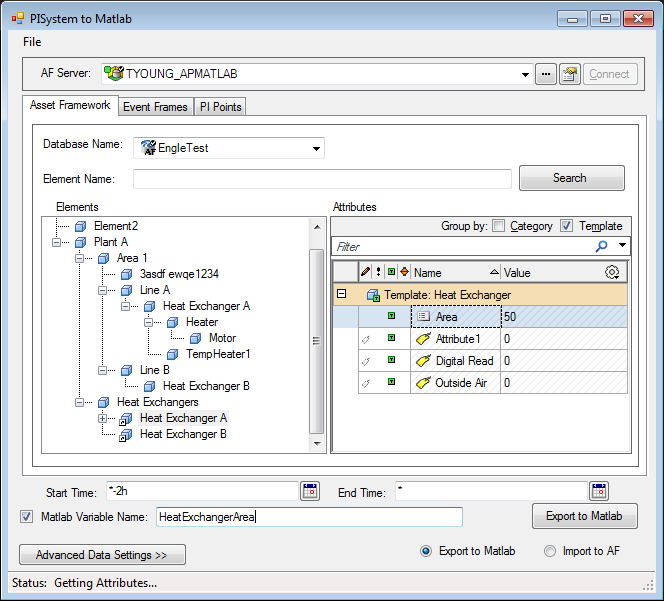 PISystem to Matlab
File
AF Server: TYOUNG_APMATLAB ... Connect
Asset Framework Event Frames PI Points
Database Name: AF EngleTest
Element Name: Search
Elements
Element2
Plant A
Area 1
3asdf ewqe1234
Line A
Heat Exchanger A
Heater
Motor
TempHeater1
Line B
Heat Exchanger B
Heat Exchangers
Heat Exchanger A
Heat Exchanger B
Attributes
Group by: Category Template
Filter
Name Value
Template: Heat Exchanger
Area 50
Attribute1 0
Digital Read 0
Outside Air 0
Start Time: *-2h End Time: *
Matlab Variable Name: HeatExchangerArea Export to Matlab
Advanced Data Settings >> Export to Matlab Import to AF
Status: Getting Attributes...